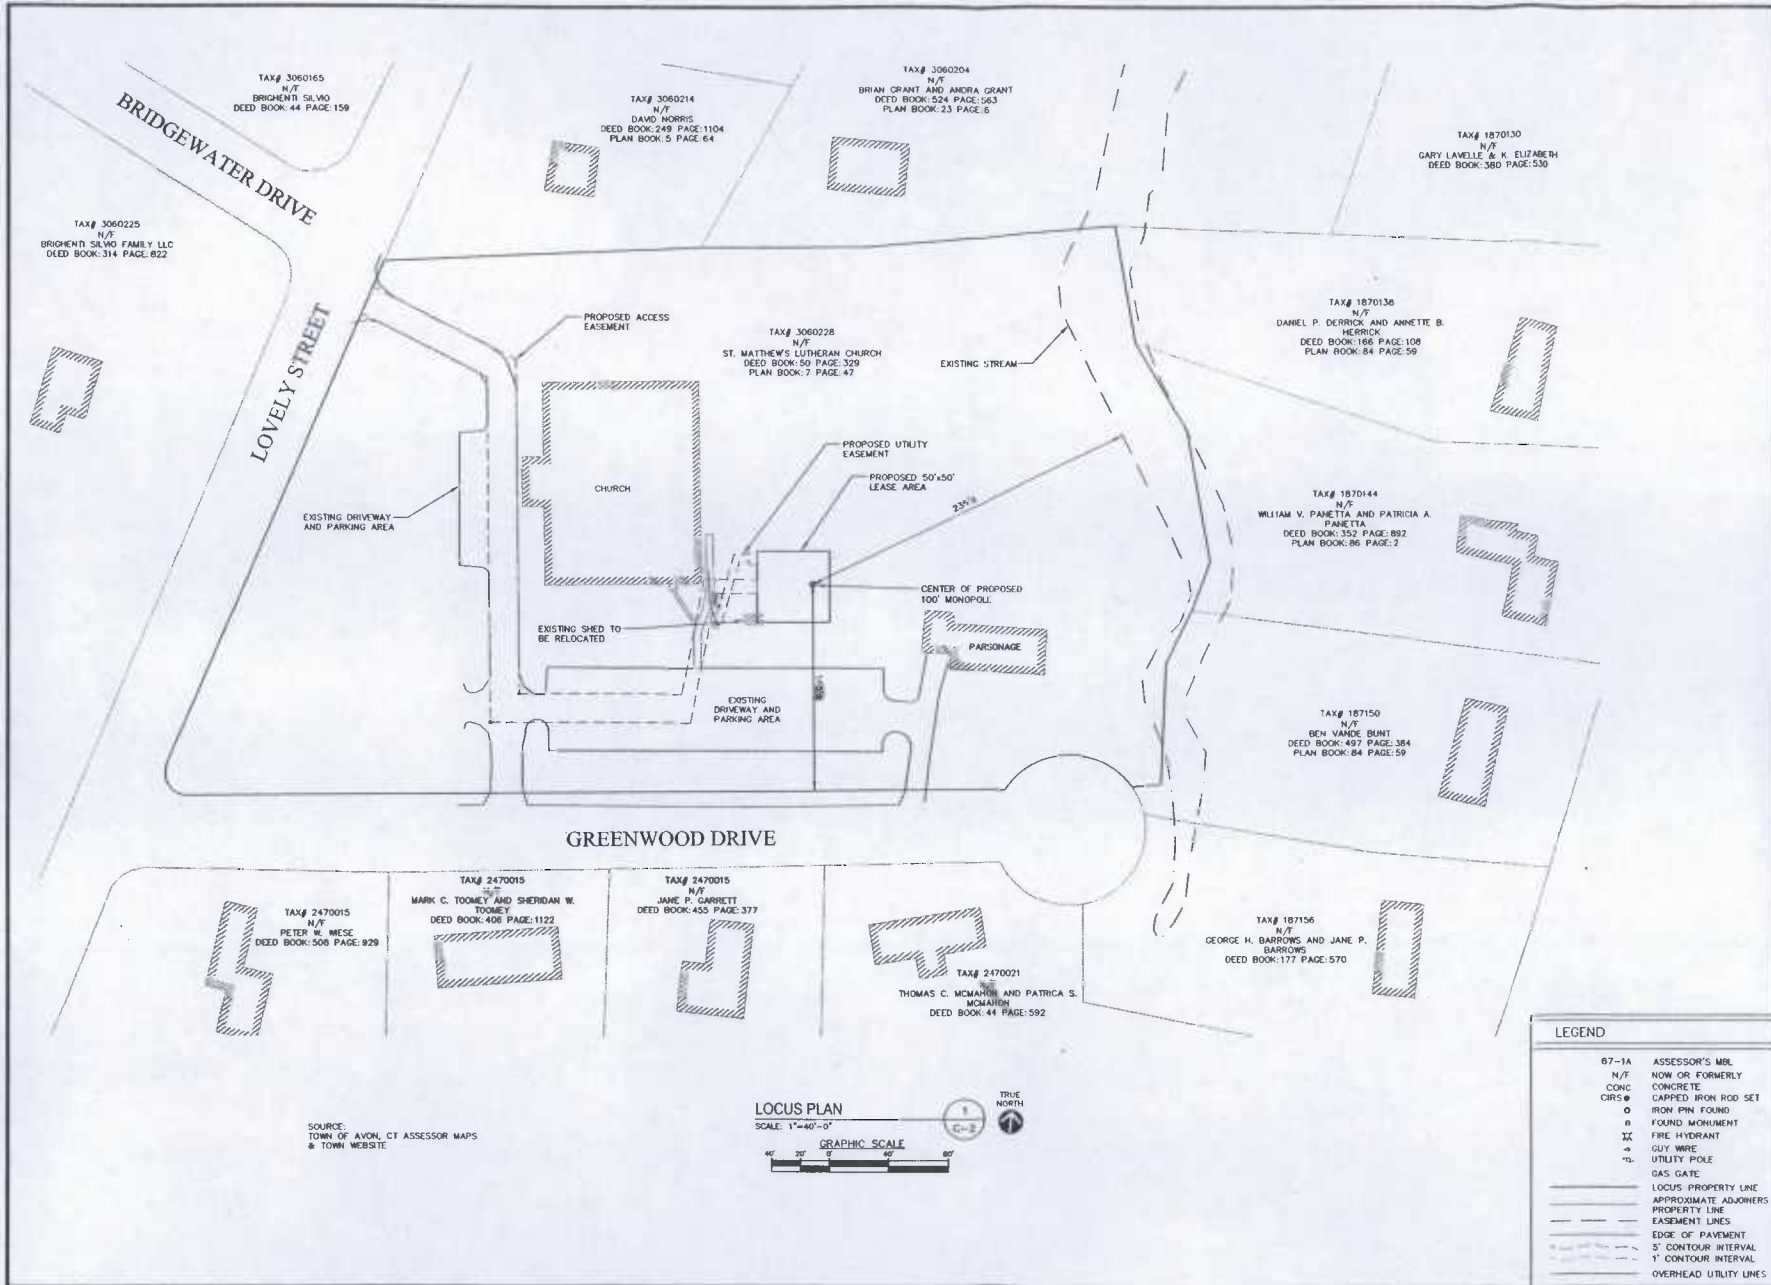 TAX# 3060165
N/F
BRIGHENTI SILVIO
DEED BOOK: 44 PAGE: 159
BRIDGEWATER DRIVE
TAX# 3060214
N/F
DAVID NORRIS
DEED BOOK: 249 PAGE: 1104
PLAN BOOK: 5 PAGE: 64
TAX# 3060204
N/F
BRIAN GRANT AND ANDRA GRANT
DEED BOOK: 524 PAGE: 563
PLAN BOOK: 23 PAGE: 6
TAX# 1870130
N/F
GARY LAVELLE & K. ELIZABETH
DEED BOOK: 380 PAGE: 530
TAX# 3060225
N/F
BRIGHENTI SILVIO FAMILY LLC
DEED BOOK: 314 PAGE: 822
LOVELY STREET
PROPOSED ACCESS
EASEMENT
TAX# 3060228
N/F
ST. MATTHEW'S LUTHERAN CHURCH
DEED BOOK: 50 PAGE: 329
PLAN BOOK: 7 PAGE: 47
EXISTING STREAM
TAX# 1870138
N/F
DANIEL P. DERRICK AND ANNETTE B.
HERRICK
DEED BOOK: 166 PAGE: 108
PLAN BOOK: 84 PAGE: 59
PROPOSED UTILITY
EASEMENT
PROPOSED 50'x50'
LEASE AREA
CHURCH
EXISTING DRIVEWAY
AND PARKING AREA
235'±
TAX# 1870144
N/F
WILLIAM V. PANETTA AND PATRICIA A.
PANETTA
DEED BOOK: 352 PAGE: 892
PLAN BOOK: 86 PAGE: 2
CENTER OF PROPOSED
100' MONOPOLE
EXISTING SHED TO
BE RELOCATED
PARSONAGE
EXISTING
DRIVEWAY AND
PARKING AREA
TAX# 187150
N/F
BEN VANDE BUNT
DEED BOOK: 497 PAGE: 384
PLAN BOOK: 84 PAGE: 59
GREENWOOD DRIVE
TAX# 2470015
N/F
PETER W. WIESE
DEED BOOK: 508 PAGE: 929
TAX# 2470015
N/F
MARK C. TOOMEY AND SHERIDAN W.
TOOMEY
DEED BOOK: 406 PAGE: 1122
TAX# 2470015
N/F
JANE P. GARRETT
DEED BOOK: 455 PAGE: 377
TAX# 2470021
THOMAS C. MCMAHON AND PATRICA S.
MCMAHON
DEED BOOK: 44 PAGE: 592
TAX# 187156
N/F
GEORGE H. BARROWS AND JANE P.
BARROWS
DEED BOOK: 177 PAGE: 570
SOURCE:
TOWN OF AVON, CT ASSESSOR MAPS
& TOWN WEBSITE
LOCUS PLAN
SCALE: 1"=40'-0"
1
C-2
TRUE
NORTH
GRAPHIC SCALE
40' 20' 0' 40' 80'
LEGEND
67-1A ASSESSOR'S MBL
N/F NOW OR FORMERLY
CONC CONCRETE
CIRS CAPPED IRON ROD SET
IRON PIN FOUND
FOUND MONUMENT
FIRE HYDRANT
GUY WIRE
UTILITY POLE
GAS GATE
LOCUS PROPERTY LINE
APPROXIMATE ADJOINERS
PROPERTY LINE
EASEMENT LINES
EDGE OF PAVEMENT
5' CONTOUR INTERVAL
1' CONTOUR INTERVAL
OVERHEAD UTILITY LINES